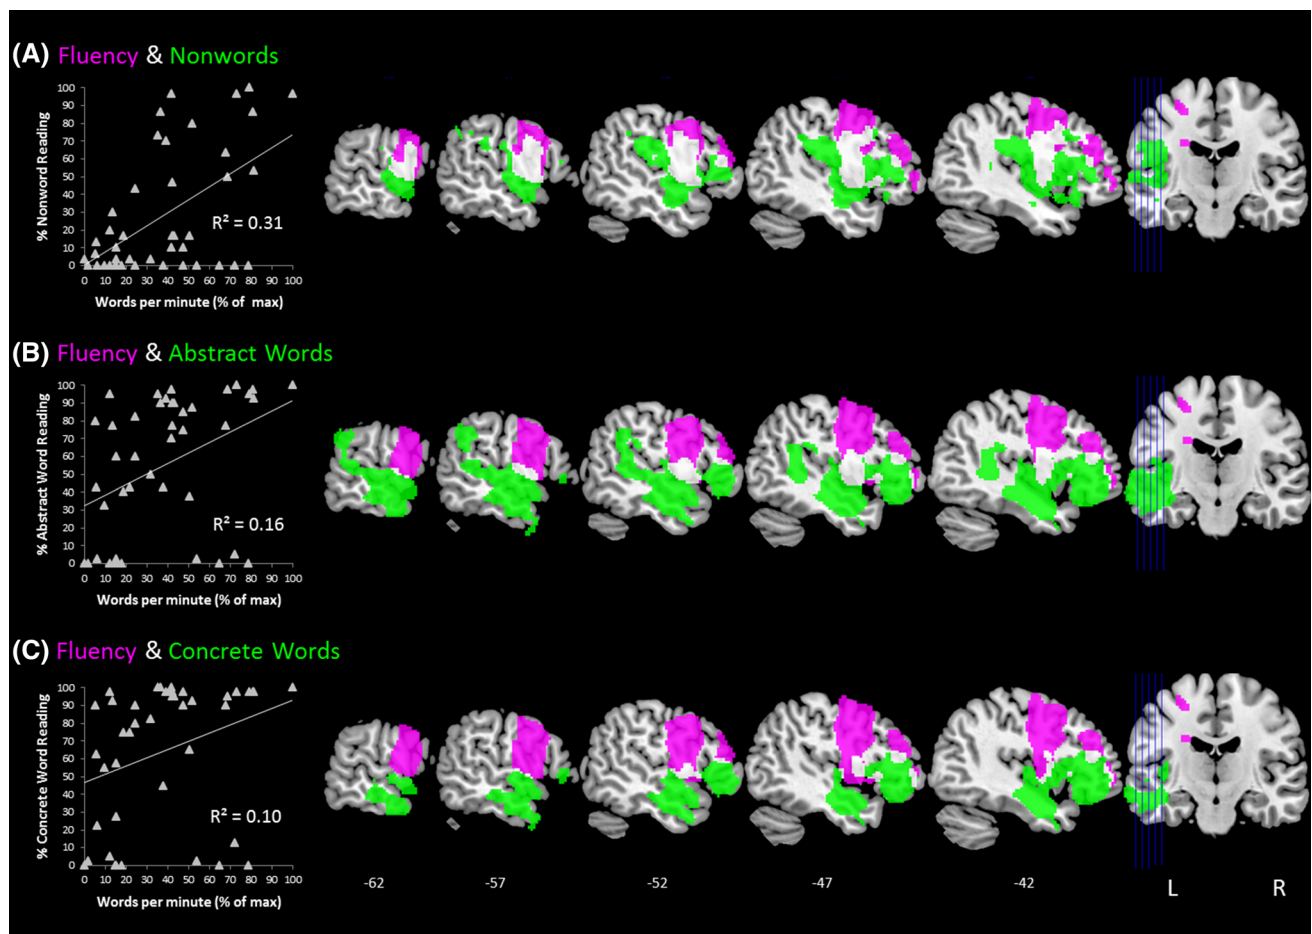 (A) Fluency & Nonwords
% Nonword Reading
100
90
80
70
60
50
40
30
20
10
0
R² = 0.31
0 10 20 30 40 50 60 70 80 90 100
Words per minute (% of max)
(B) Fluency & Abstract Words
% Abstract Word Reading
100
90
80
70
60
50
40
30
20
10
0
R² = 0.16
0 10 20 30 40 50 60 70 80 90 100
Words per minute (% of max)
(C) Fluency & Concrete Words
% Concrete Word Reading
100
90
80
70
60
50
40
30
20
10
0
R² = 0.10
0 10 20 30 40 50 60 70 80 90 100
Words per minute (% of max)
-62 -57 -52 -47 -42
L R